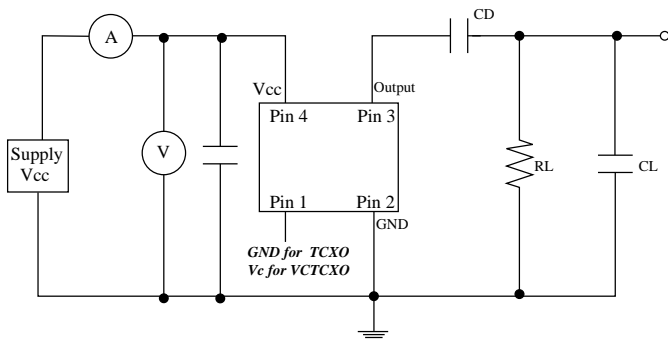 CD
A
Vcc
Output
Pin 4
Pin 3
Supply
Vcc
V
RL
CL
Pin 1
Pin 2
GND
GND for TCXO
Vc for VCTCXO